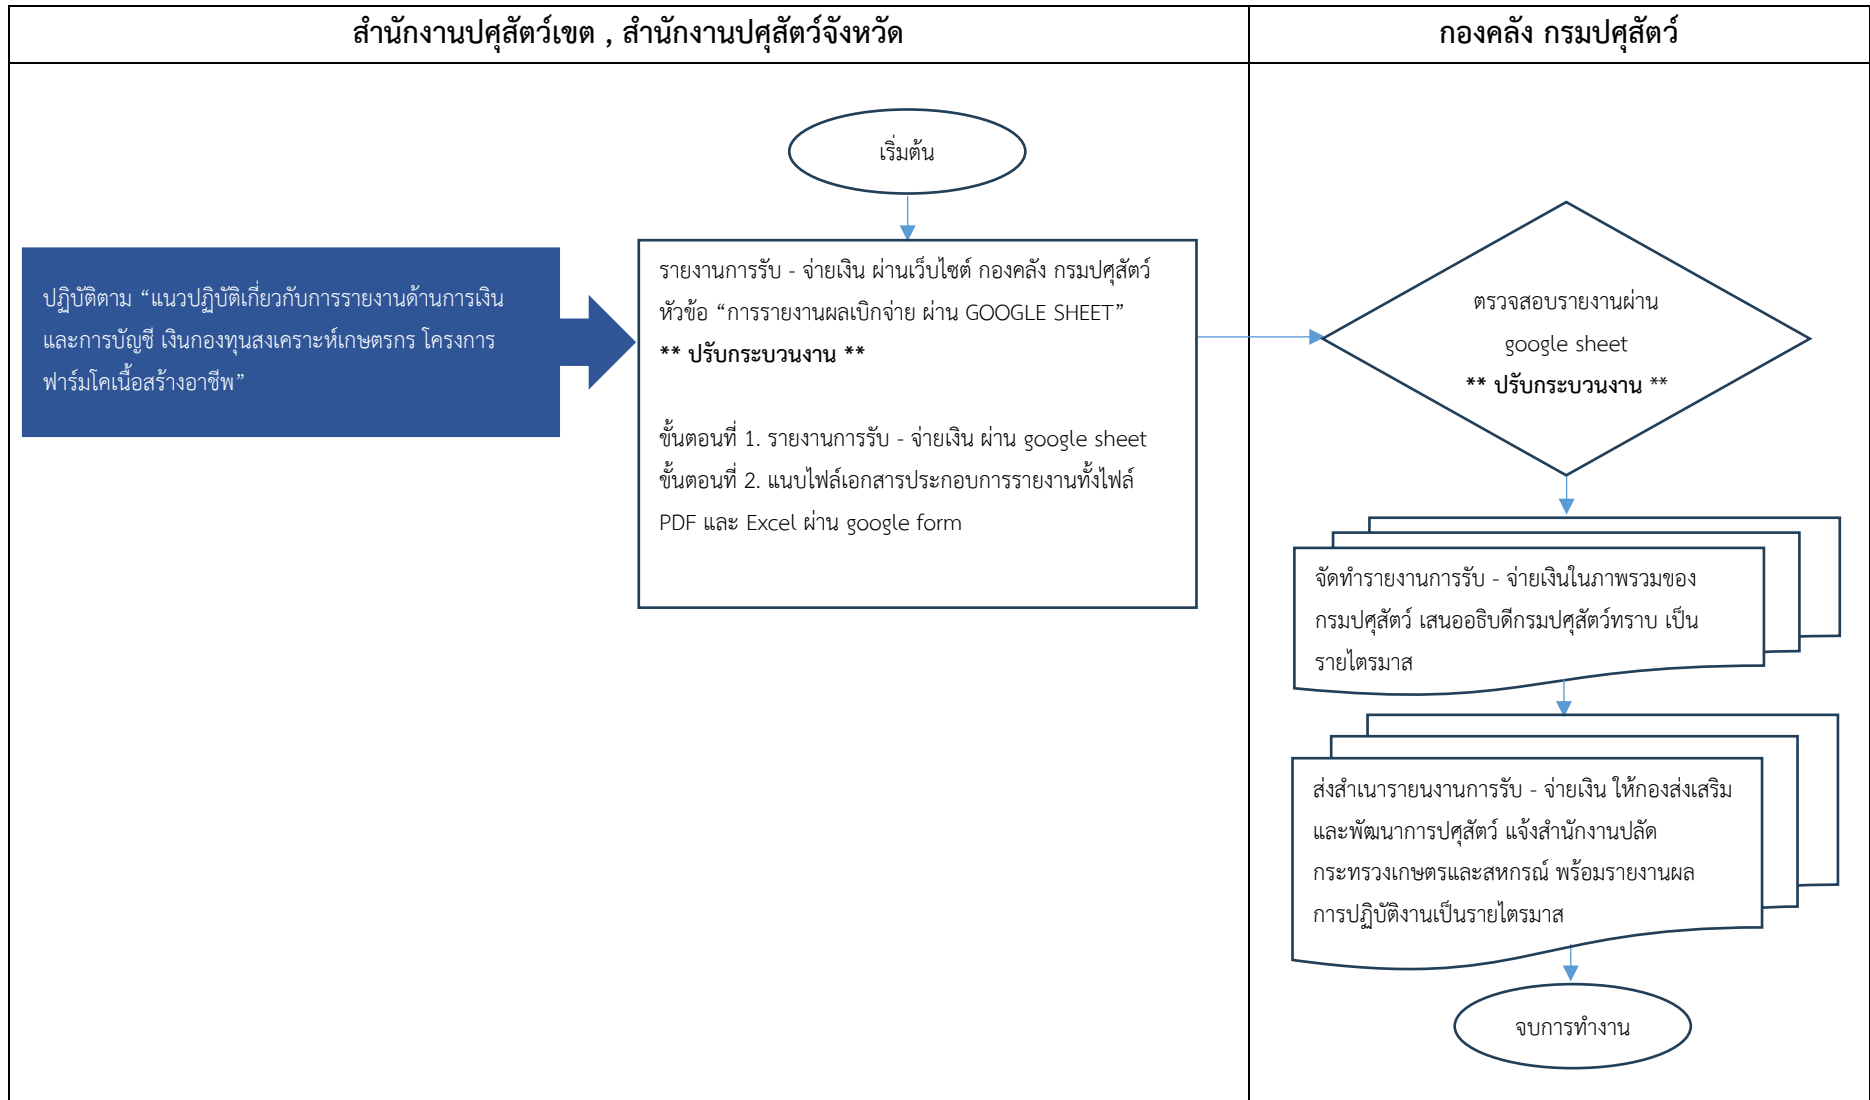 สำนักงานปศุสัตว์เขต , สำนักงานปศุสัตว์จังหวัด
กองคลัง กรมปศุสัตว์
เริ่มต้น
ปฏิบัติตาม “แนวปฏิบัติเกี่ยวกับการรายงานด้านการเงิน
และการบัญชี เงินกองทุนสงเคราะห์เกษตรกร โครงการ
ฟาร์มโคเนื้อสร้างอาชีพ”
รายงานการรับ - จ่ายเงิน ผ่านเว็บไซต์ กองคลัง กรมปศุสัตว์
หัวข้อ “การรายงานผลเบิกจ่าย ผ่าน GOOGLE SHEET”
** ปรับกระบวนงาน **
ขั้นตอนที่ 1. รายงานการรับ - จ่ายเงิน ผ่าน google sheet
ขั้นตอนที่ 2. แนบไฟล์เอกสารประกอบการรายงานทั้งไฟล์
PDF และ Excel ผ่าน google form
ตรวจสอบรายงานผ่าน
google sheet
** ปรับกระบวนงาน **
จัดทำรายงานการรับ - จ่ายเงินในภาพรวมของ
กรมปศุสัตว์ เสนออธิบดีกรมปศุสัตว์ทราบ เป็น
รายไตรมาส
ส่งสำเนารายนงานการรับ - จ่ายเงิน ให้กองส่งเสริม
และพัฒนาการปศุสัตว์ แจ้งสำนักงานปลัด
กระทรวงเกษตรและสหกรณ์ พร้อมรายงานผล
การปฏิบัติงานเป็นรายไตรมาส
จบการทำงาน